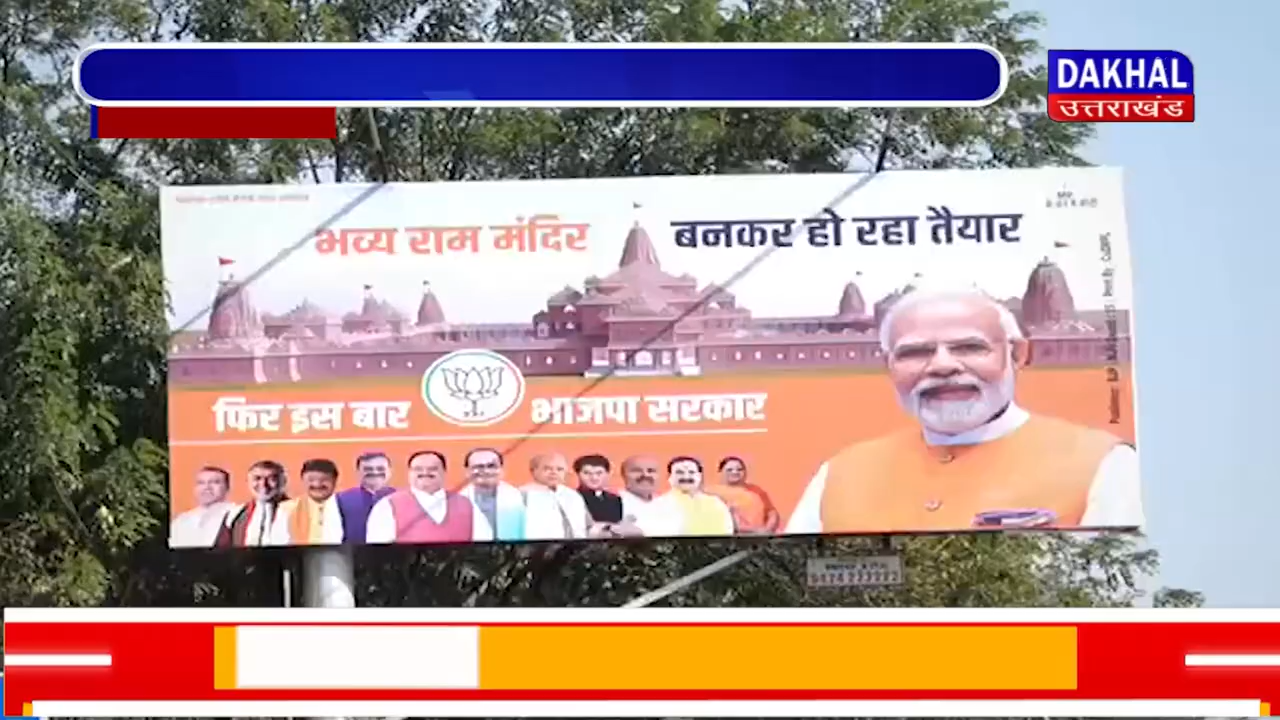 DAKHAL
उत्तराखंड
भव्य राम मंदिर बनकर हो रहा तैयार
फिर इस बार भाजपा सरकार